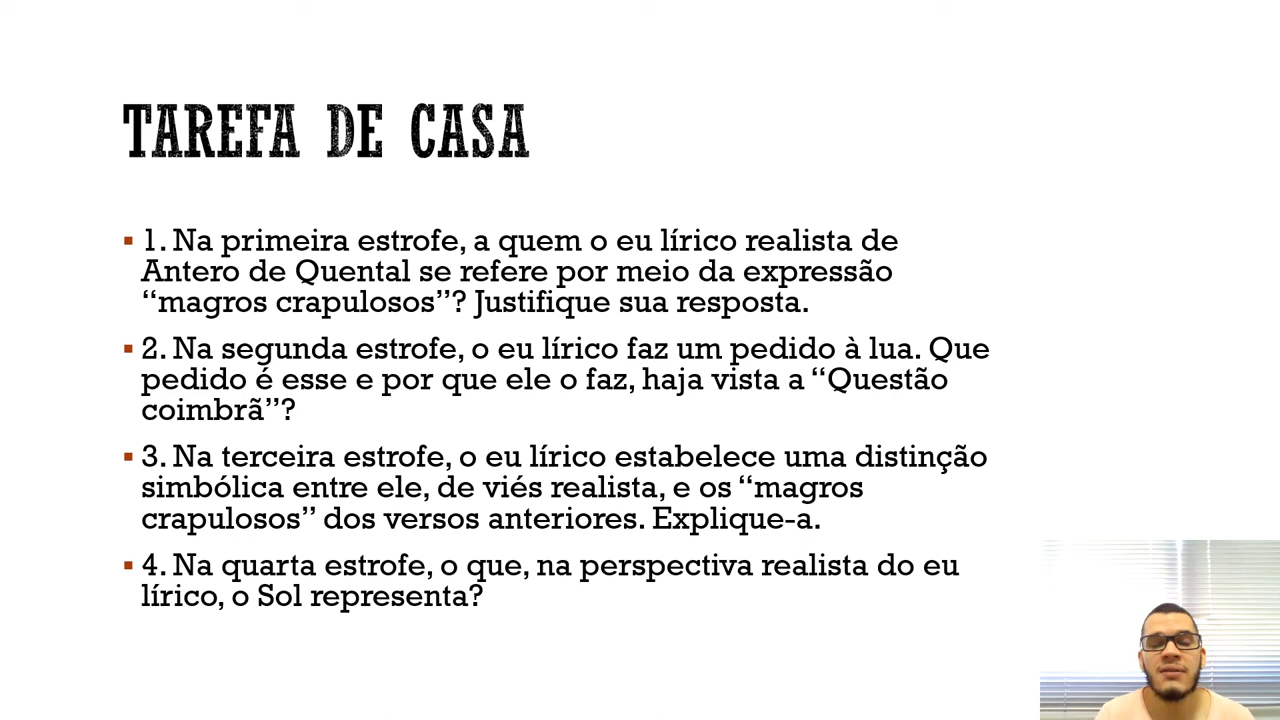 TAREFA DE CASA
▪ 1. Na primeira estrofe, a quem o eu lírico realista de
Antero de Quental se refere por meio da expressão
“magros crapulosos”? Justifique sua resposta.
▪ 2. Na segunda estrofe, o eu lírico faz um pedido à lua. Que
pedido é esse e por que ele o faz, haja vista a “Questão
coimbrã”?
▪ 3. Na terceira estrofe, o eu lírico estabelece uma distinção
simbólica entre ele, de viés realista, e os “magros
crapulosos” dos versos anteriores. Explique-a.
▪ 4. Na quarta estrofe, o que, na perspectiva realista do eu
lírico, o Sol representa?